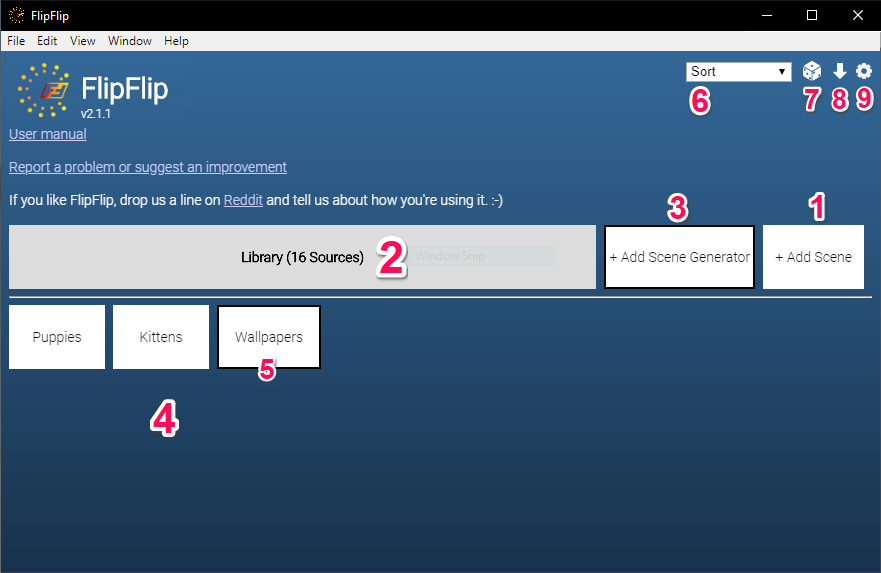 FlipFlip
File Edit View Window Help
FlipFlip
v2.1.1
Sort
6 7 8 9
User manual
Report a problem or suggest an improvement
If you like FlipFlip, drop us a line on Reddit and tell us about how you're using it. :-)
3 1
Library (16 Sources) 2 Window Snip
+ Add Scene Generator
+ Add Scene
Puppies Kittens Wallpapers
5
4